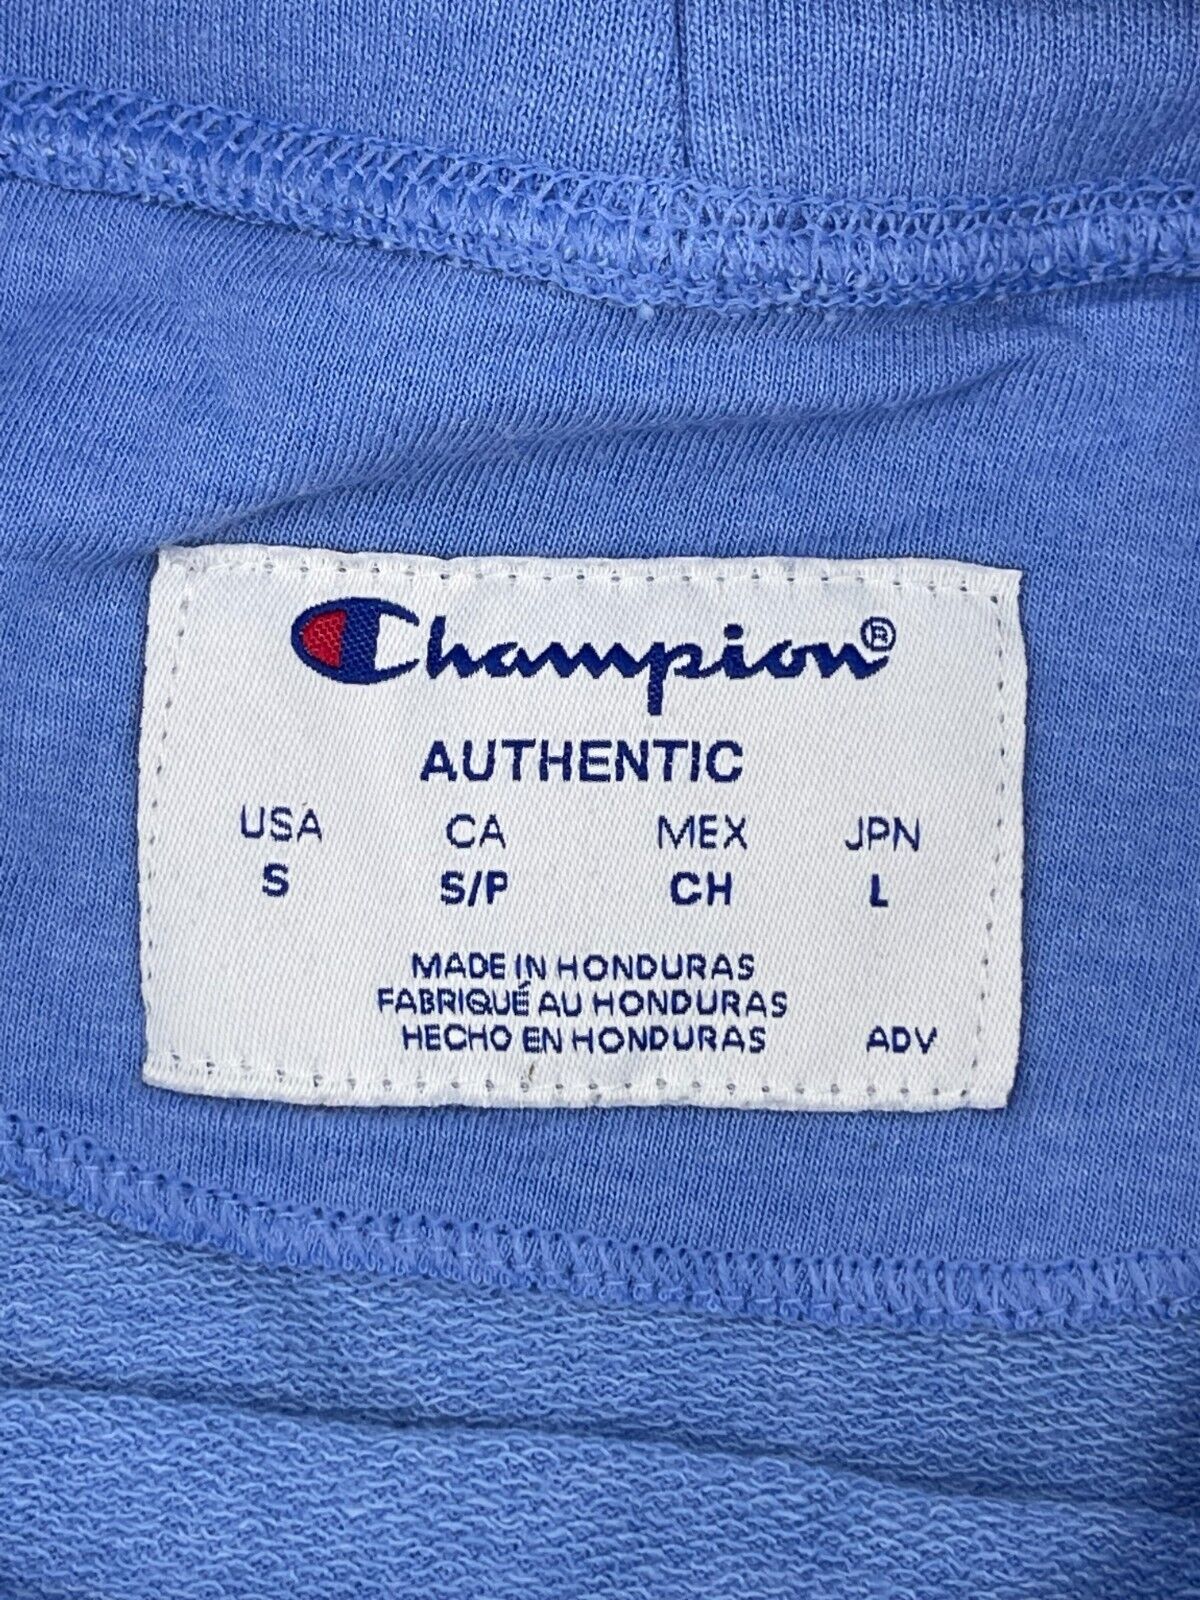 Champion®
AUTHENTIC
USA CA MEX JPN
S S/P CH L
MADE IN HONDURAS
FABRIQUÉ AU HONDURAS
HECHO EN HONDURAS ADV